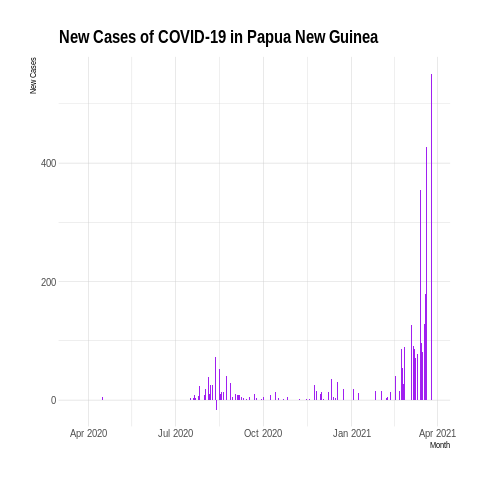 New Cases of COVID-19 in Papua New Guinea
New Cases
400
200
0
Apr 2020 Jul 2020 Oct 2020 Jan 2021 Apr 2021
Month